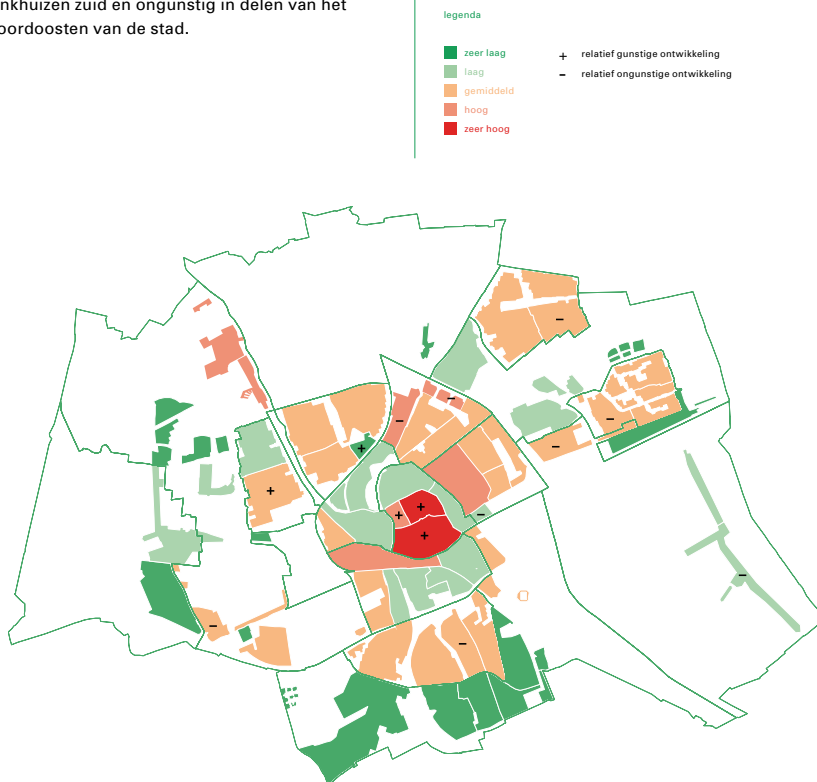 nkhuizen zuid en ongunstig in delen van het
oordoosten van de stad.
legenda
zeer laag
laag
gemiddeld
hoog
zeer hoog
+ relatief gunstige ontwikkeling
– relatief ongunstige ontwikkeling